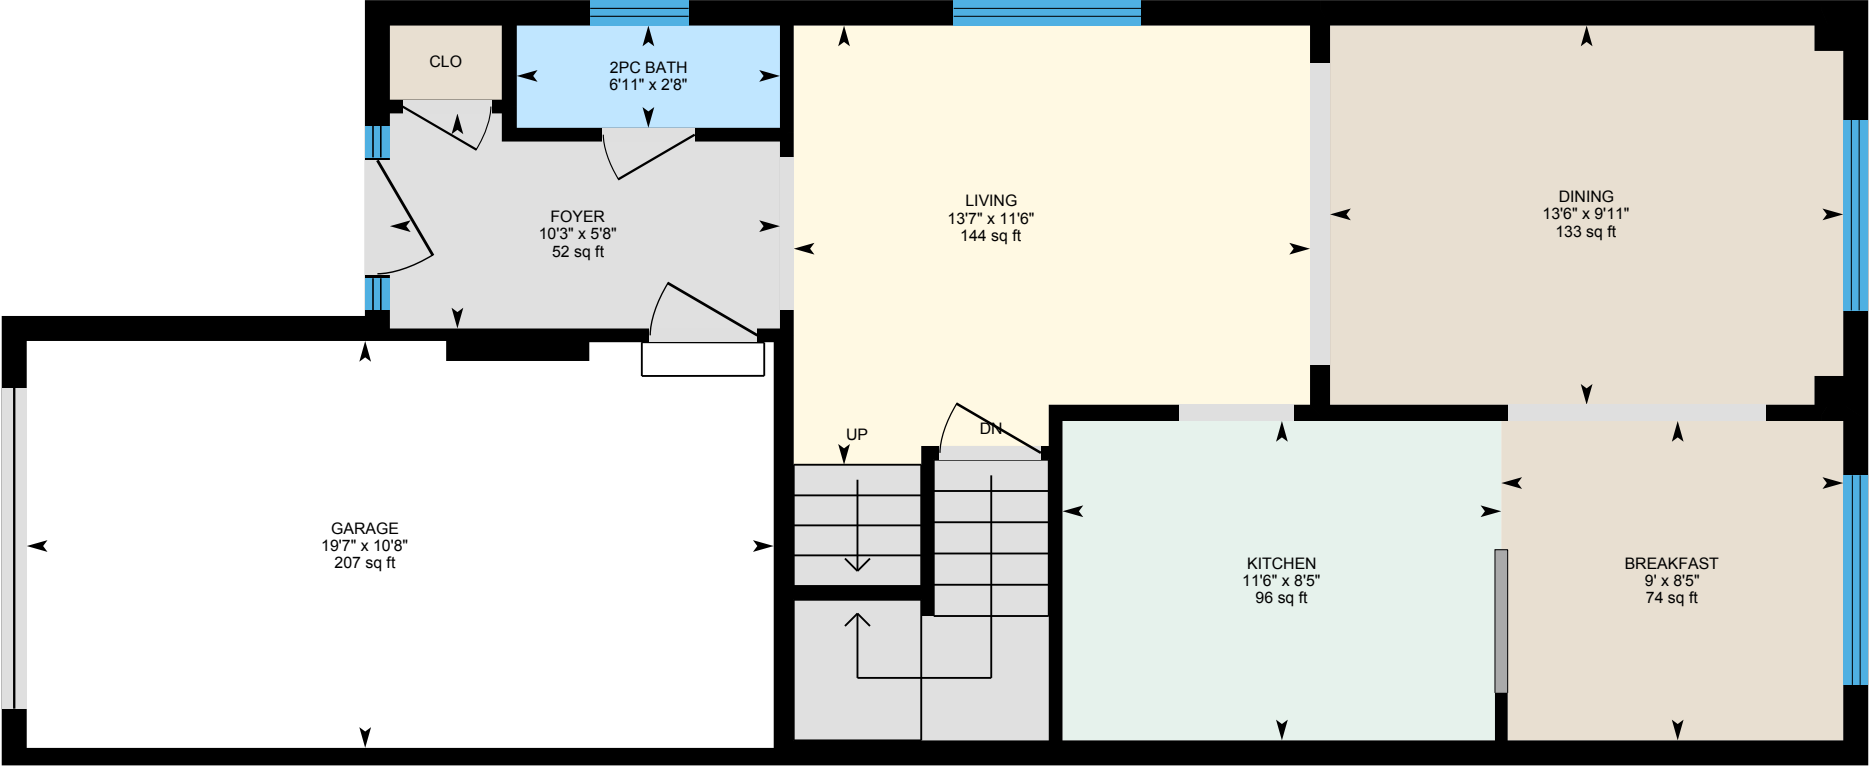 CLO
2PC BATH
6'11" x 2'8"
FOYER
10'3" x 5'8"
52 sq ft
LIVING
13'7" x 11'6"
144 sq ft
DINING
13'6" x 9'11"
133 sq ft
UP
DN
GARAGE
19'7" x 10'8"
207 sq ft
KITCHEN
11'6" x 8'5"
96 sq ft
BREAKFAST
9' x 8'5"
74 sq ft